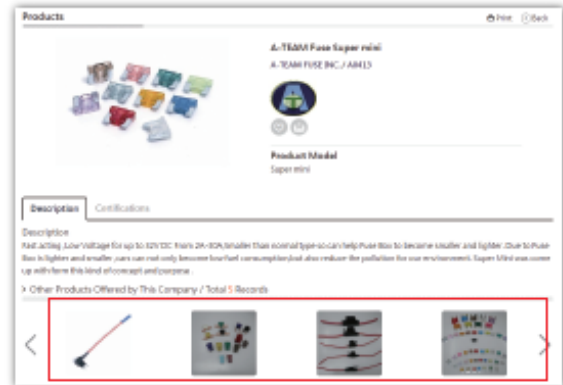 Products
Print Back
A-TEAM Fuse Super mini
A-TEAM FUSE INC. / A0413
Product Model
Super mini
Description Certifications
Description
Fast acting ,Low Voltage for up to 32V DC From 2A~30A,Smaller Than normal type so can help Fuse Box to become smaller and lighter .Due to Fuse
Box is lighter and smaller ,cars can not only become low fuel consumption,but also reduce the pollution for our environment. Super Mini was come
up with form this kind of concept and purpose .
Other Products Offered by This Company / Total 5 Records